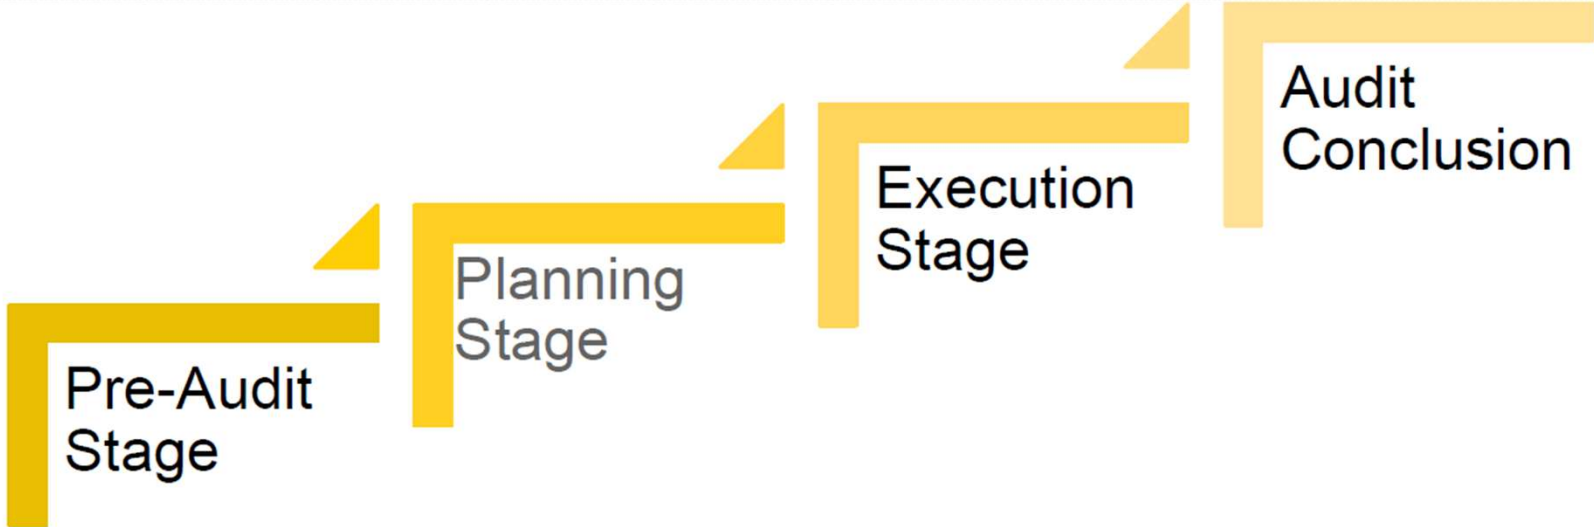 Pre-Audit
Stage
Planning
Stage
Execution
Stage
Audit
Conclusion